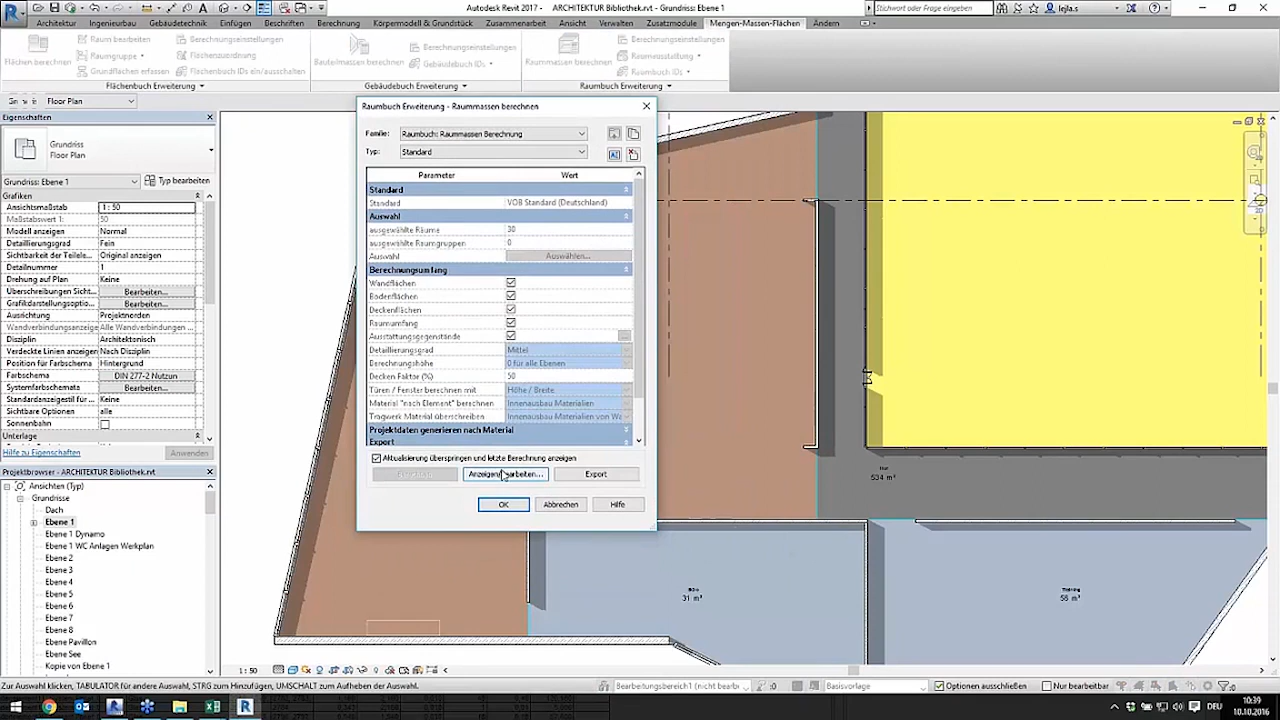 Autodesk Revit 2017 - ARCHITEKTUR Bibliothek.rvt - Grundriss: Ebene 1
Stichwort oder Frage eingeben
lejla.s
Architektur Ingenieurbau Gebäudetechnik Einfügen Beschriften Berechnung Körpermodell & Grundstück Zusammenarbeit Ansicht Verwalten Zusatzmodule Mengen-Massen-Flächen Ändern
Flächen berechnen
Raum bearbeiten
Raumgruppe
Grundflächen erfassen
Berechnungseinstellungen
Flächenzuordnung
Flächenbuch IDs ein/ausschalten
Bauteilmassen berechnen
Berechnungseinstellungen
Gebäudebuch IDs
Raummassen berechnen
Berechnungseinstellungen
Raumausstattung
Raumbuch IDs
Flächenbuch Erweiterung
Gebäudebuch Erweiterung
Raumbuch Erweiterung
Floor Plan
Eigenschaften
Grundriss
Floor Plan
Grundriss: Ebene 1
Typ bearbeiten
Grafiken
Ansichtsmaßstab 1 : 50
Maßstabswert 1: 50
Modell anzeigen Normal
Detaillierungsgrad Fein
Sichtbarkeit der Teilele... Original anzeigen
Detailnummer 1
Drehung auf Plan Keine
Überschreibungen Sicht... Bearbeiten...
Grafikdarstellungsoptio... Bearbeiten...
Ausrichtung Projektnorden
Wandverbindungsanzeige Alle Wandverbindungen ...
Disziplin Architektonisch
Verdeckte Linien anzeigen Nach Disziplin
Position für Farbschema Hintergrund
Farbschema DIN 277-2 Nutzun
Systemfarbschemata Bearbeiten...
Standardanzeigestil für ... Keine
Sichtbare Optionen alle
Sonnenbahn
Unterlage
Hilfe zu Eigenschaften
Anwenden
Projektbrowser - ARCHITEKTUR Bibliothek.rvt
Ansichten (Typ)
Grundrisse
Dach
Ebene 1
Ebene 1 Dynamo
Ebene 1 WC Anlagen Werkplan
Ebene 2
Ebene 3
Ebene 4
Ebene 5
Ebene 6
Ebene 7
Ebene 8
Ebene Pavillon
Ebene See
Kopie von Ebene 1
Raumbuch Erweiterung - Raummassen berechnen
Familie: Raumbuch: Raummassen Berechnung
Typ: Standard
Parameter Wert
Standard
Standard VOB Standard (Deutschland)
Auswahl
ausgewählte Räume 30
ausgewählte Raumgruppen 0
Auswahl Auswählen...
Berechnungsumfang
Wandflächen
Bodenflächen
Deckenflächen
Raumumfang
Ausstattungsgegenstände
Detaillierungsgrad Mittel
Berechnungshöhe 0 für alle Ebenen
Decken Faktor (%) 50
Türen / Fenster berechnen mit Höhe / Breite
Material "nach Element" berechnen Innenausbau Materialien
Tragwerk Material überschreiben Innenausbau Materialien von Wa
Projektdaten generieren nach Material
Export
Aktualisierung überspringen und letzte Berechnung anzeigen
Anzeigen/Bearbeiten...
Export
OK
Abbrechen
Hilfe
534 m²
31 m²
56 m²
1 : 50
Zur Auswahl klicken, TABULATOR für andere Auswahl, STRG zum Hinzufügen, UMSCHALT zum Aufheben der Auswahl.
Bearbeitungsbereich1 (nicht bearbe
:0
Basisvorlage
Optionen ausschließen
Nur bearbeitbar
DEU
10:39
10.10.2016